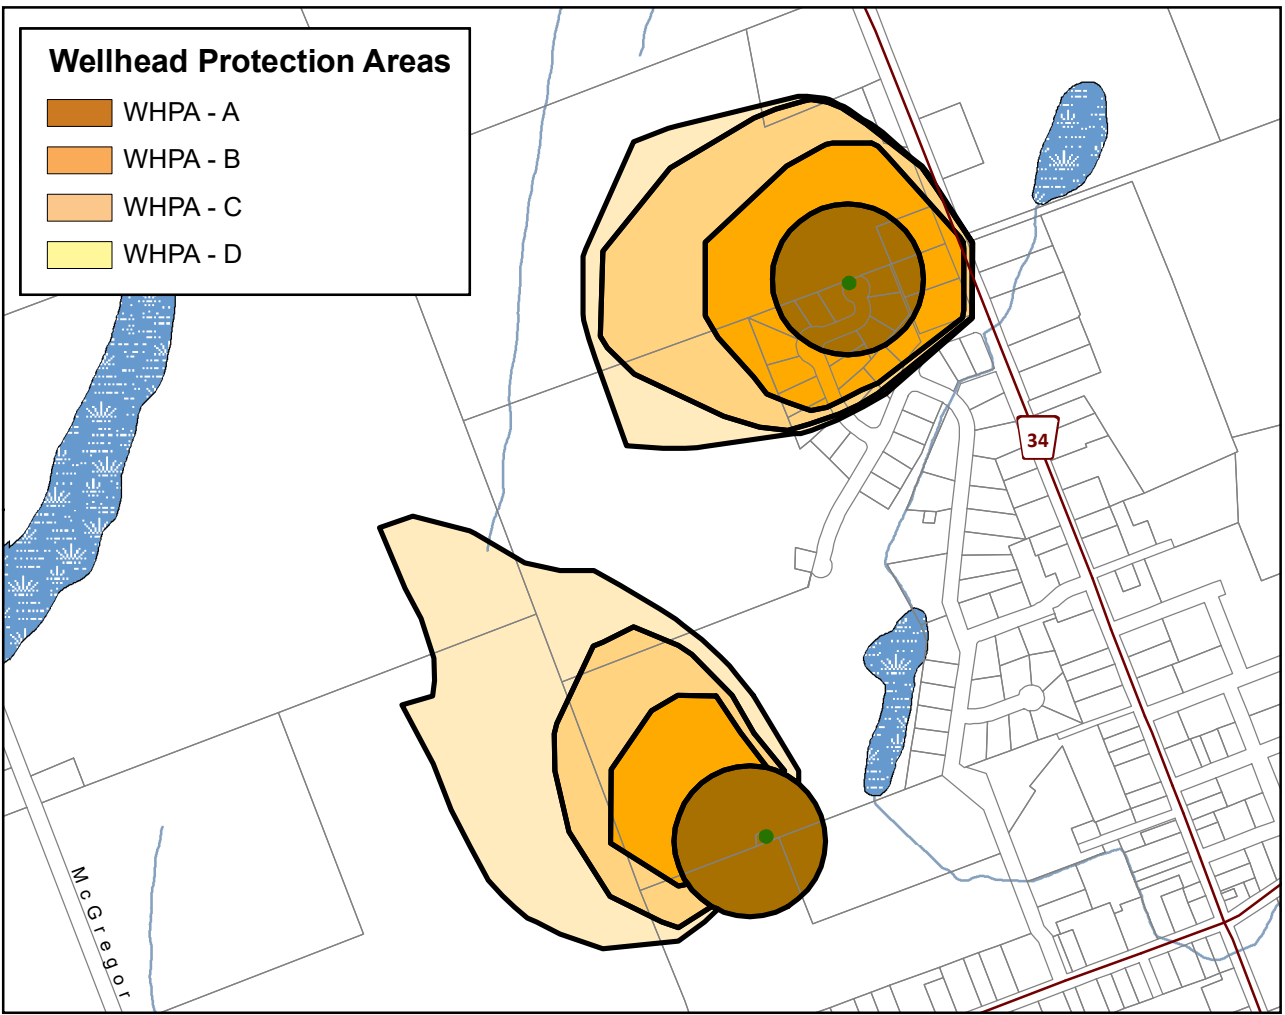 Wellhead Protection Areas
WHPA - A
WHPA - B
WHPA - C
WHPA - D
34
McGregor